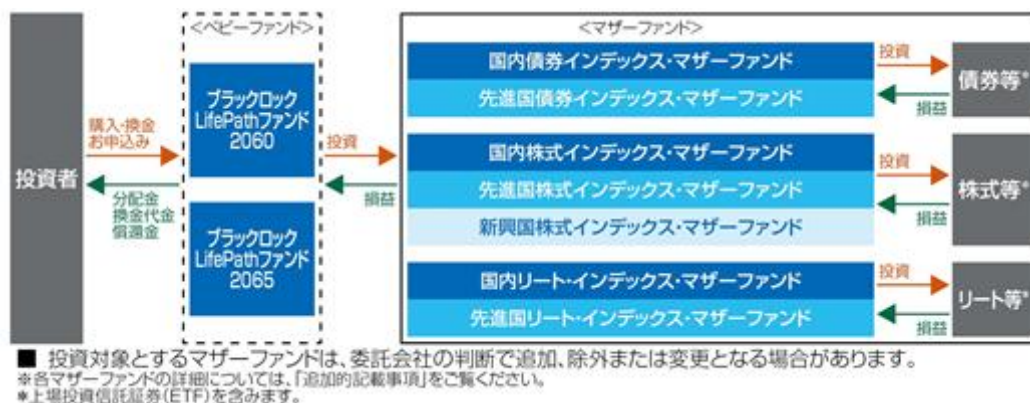 <ベビーファンド>
<マザーファンド>
投資者
購入・換金
お申込み
分配金
換金代金
償還金
ブラックロック
LifePathファンド
2060
ブラックロック
LifePathファンド
2065
投資
損益
国内債券インデックス・マザーファンド
先進国債券インデックス・マザーファンド
投資
損益
債券等*
国内株式インデックス・マザーファンド
先進国株式インデックス・マザーファンド
新興国株式インデックス・マザーファンド
投資
損益
株式等*
国内リート・インデックス・マザーファンド
先進国リート・インデックス・マザーファンド
投資
損益
リート等*
■ 投資対象とするマザーファンドは、委託会社の判断で追加、除外または変更となる場合があります。
※各マザーファンドの詳細については、「追加的記載事項」をご覧ください。
*上場投資信託証券(ETF)を含みます。